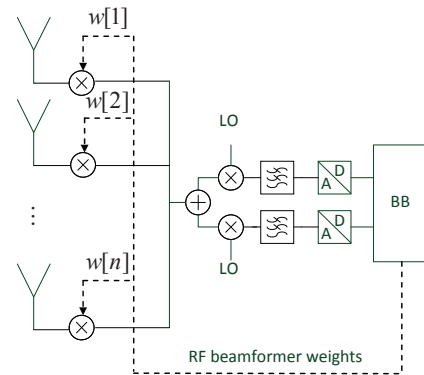 w[1]
w[2]
LO
D
A
BB
D
A
⋮
w[n]
LO
RF beamformer weights